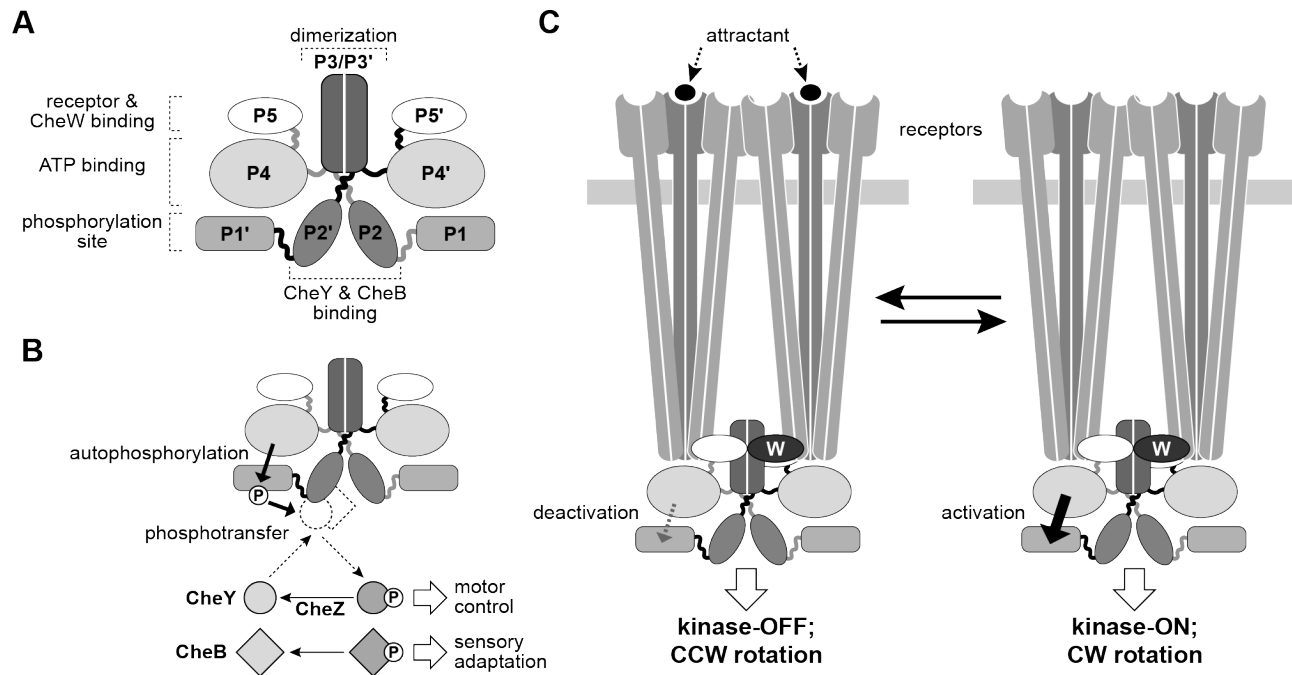 A
dimerization
P3/P3'
receptor &
CheW binding
P5
P5'
ATP binding
P4
P4'
phosphorylation
site
P1'
P2'
P2
P1
CheY & CheB
binding
B
autophosphorylation
P
phosphotransfer
CheY
CheZ
P
motor
control
CheB
P
sensory
adaptation
C
attractant
receptors
W
deactivation
kinase-OFF;
CCW rotation
W
activation
kinase-ON;
CW rotation